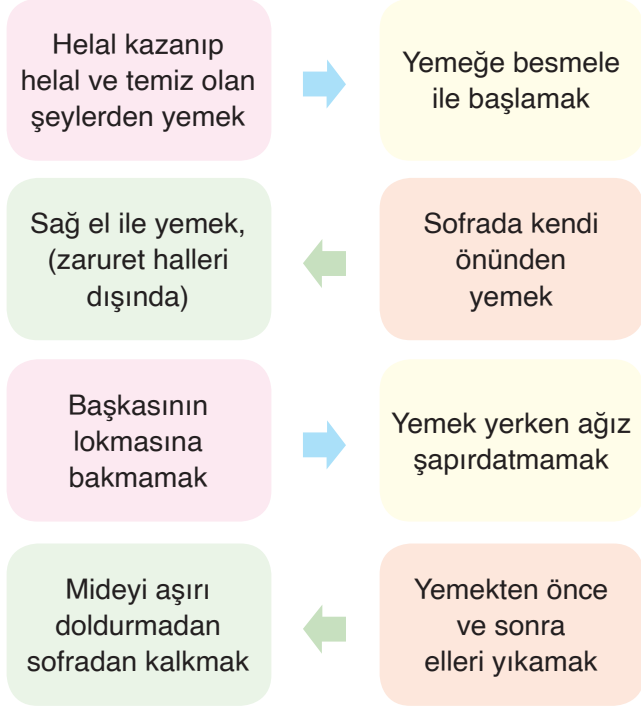 Helal kazanıp
helal ve temiz olan
şeylerden yemek
Yemeğe besmele
ile başlamak
Sağ el ile yemek,
(zaruret halleri
dışında)
Sofrada kendi
önünden
yemek
Başkasının
lokmasına
bakmamak
Yemek yerken ağız
şapırdatmamak
Mideyi aşırı
doldurmadan
sofradan kalkmak
Yemekten önce
ve sonra
elleri yıkamak